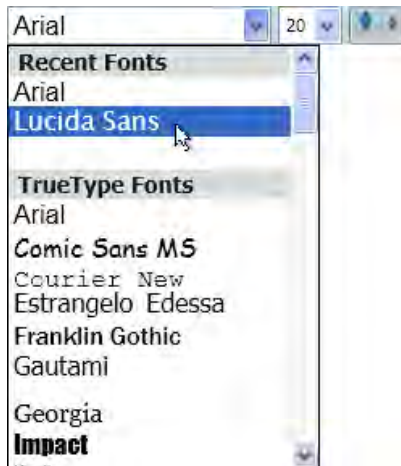 Arial 20
Recent Fonts
Arial
Lucida Sans
TrueType Fonts
Arial
Comic Sans MS
Courier New
Estrangelo Edessa
Franklin Gothic
Gautami
Georgia
Impact